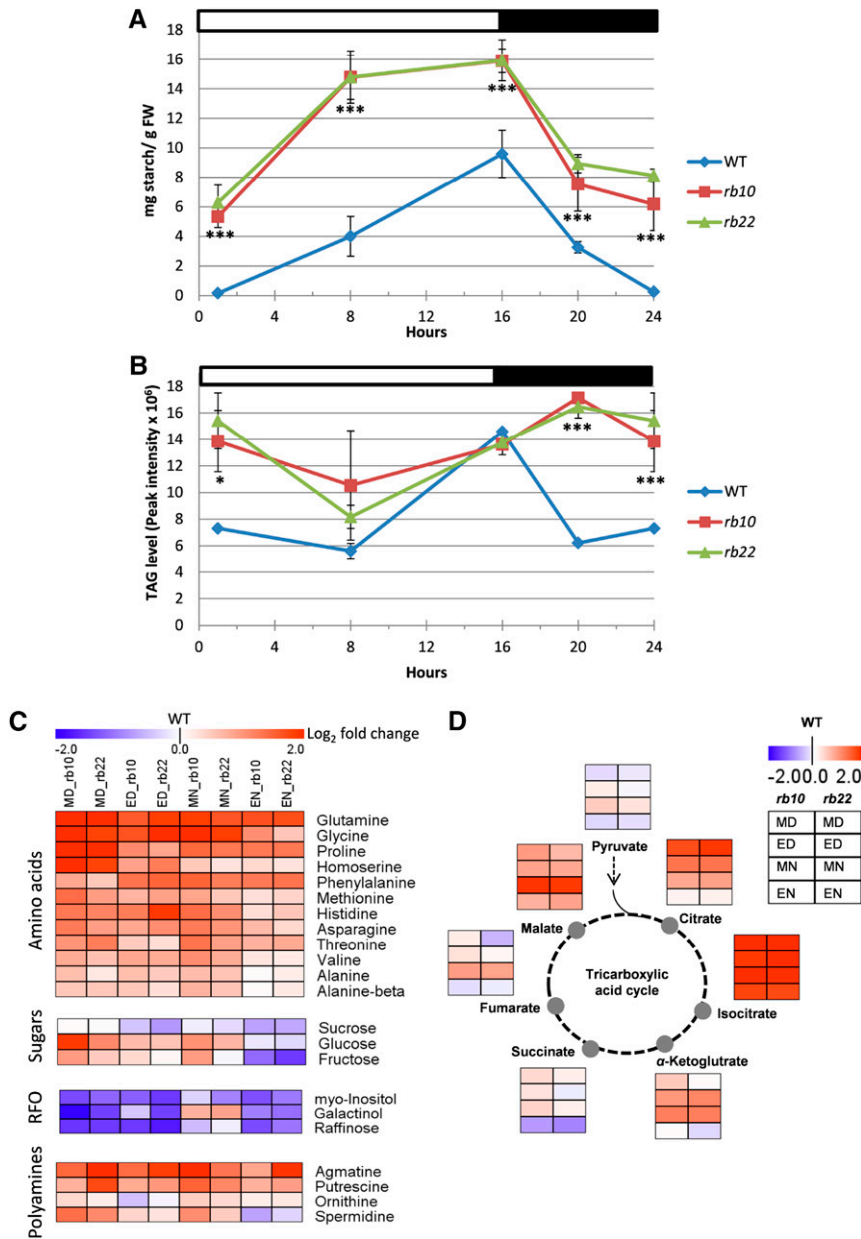 A
18
16
14
12
10
8
6
4
2
0
mg starch/ g FW
***
***
***
***
***
0
4
8
12
16
20
24
Hours
WT
rb10
rb22
B
18
16
14
12
10
8
6
4
2
0
TAG level (Peak intensity x 10⁶)
*
***
***
0
4
8
12
16
20
24
Hours
WT
rb10
rb22
C
WT
-2.0
0.0
2.0
Log₂ fold change
MD_rb10
MD_rb22
ED_rb10
ED_rb22
MN_rb10
MN_rb22
EN_rb10
EN_rb22
Amino acids
Glutamine
Glycine
Proline
Homoserine
Phenylalanine
Methionine
Histidine
Asparagine
Threonine
Valine
Alanine
Alanine-beta
Sugars
Sucrose
Glucose
Fructose
RFO
myo-Inositol
Galactinol
Raffinose
Polyamines
Agmatine
Putrescine
Ornithine
Spermidine
D
WT
-2.00 0.0 2.0
rb10 rb22
MD MD
ED ED
MN MN
EN EN
Pyruvate
Citrate
Malate
Tricarboxylic
acid cycle
Isocitrate
Fumarate
Succinate
α-Ketoglutrate